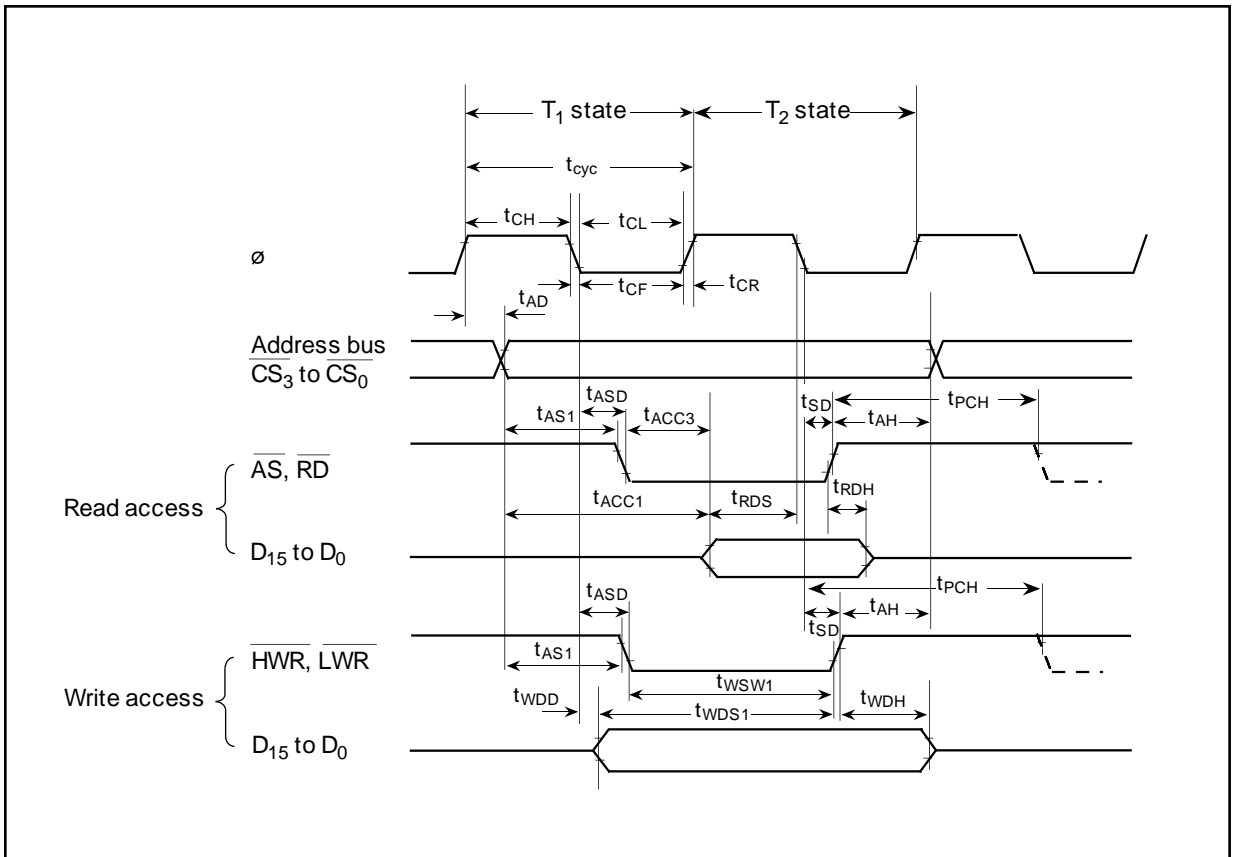 T1 state
T2 state
tcyc
tCH
tCL
ø
tCF
tCR
tAD
Address bus
CS3 to CS0
tASD
tSD
tPCH
tAS1
tACC3
tAH
AS, RD
tRDH
Read access
tACC1
tRDS
D15 to D0
tPCH
tASD
tAH
tSD
HWR, LWR
tAS1
tWSW1
Write access
tWDD
tWDS1
tWDH
D15 to D0